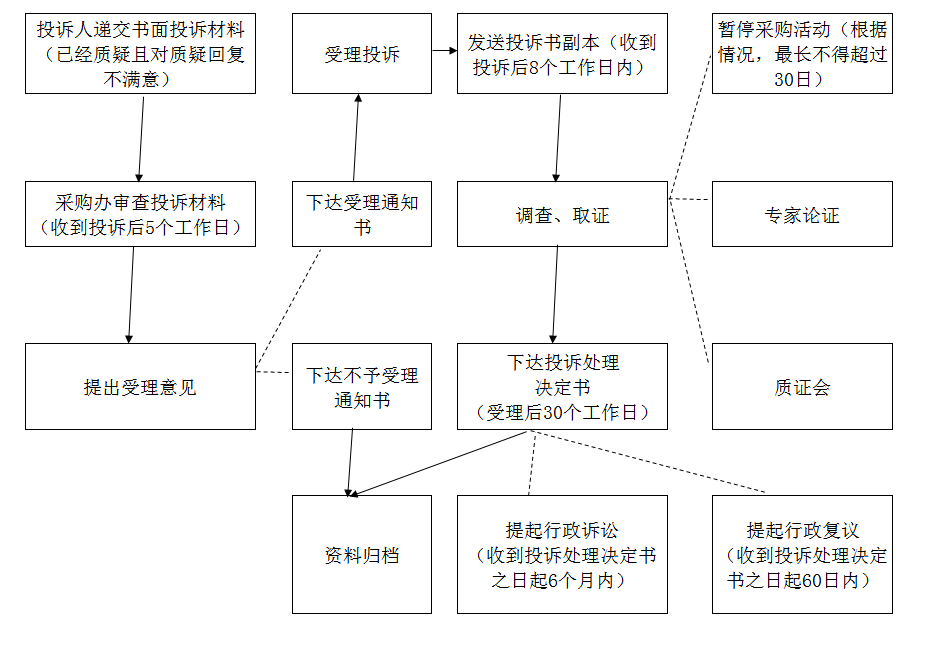 投诉人递交书面投诉材料
（已经质疑且对质疑回复
不满意）
受理投诉
发送投诉书副本（收到
投诉后8个工作日内）
暂停采购活动（根据
情况，最长不得超过
30日）
采购办审查投诉材料
（收到投诉后5个工作日）
下达受理通知
书
调查、取证
专家论证
提出受理意见
下达不予受理
通知书
下达投诉处理
决定书
（受理后30个工作日）
质证会
资料归档
提起行政诉讼
（收到投诉处理决定书
之日起6个月内）
提起行政复议
（收到投诉处理决定
书之日起60日内）